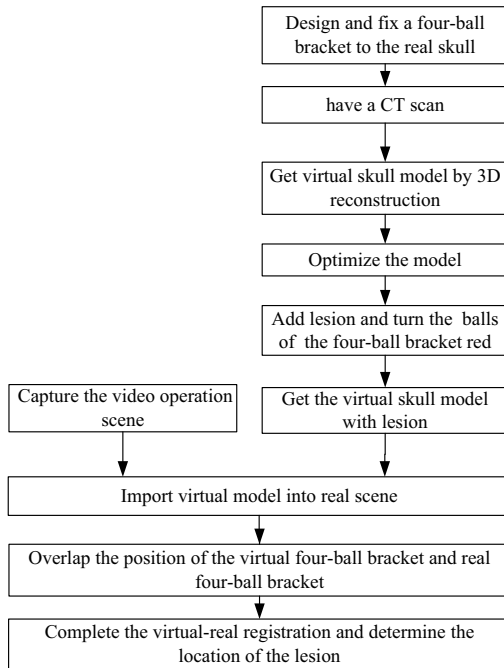 Design and fix a four-ball
bracket to the real skull
have a CT scan
Get virtual skull model by 3D
reconstruction
Optimize the model
Add lesion and turn the balls
of the four-ball bracket red
Capture the video operation
scene
Get the virtual skull model
with lesion
Import virtual model into real scene
Overlap the position of the virtual four-ball bracket and real
four-ball bracket
Complete the virtual-real registration and determine the
location of the lesion